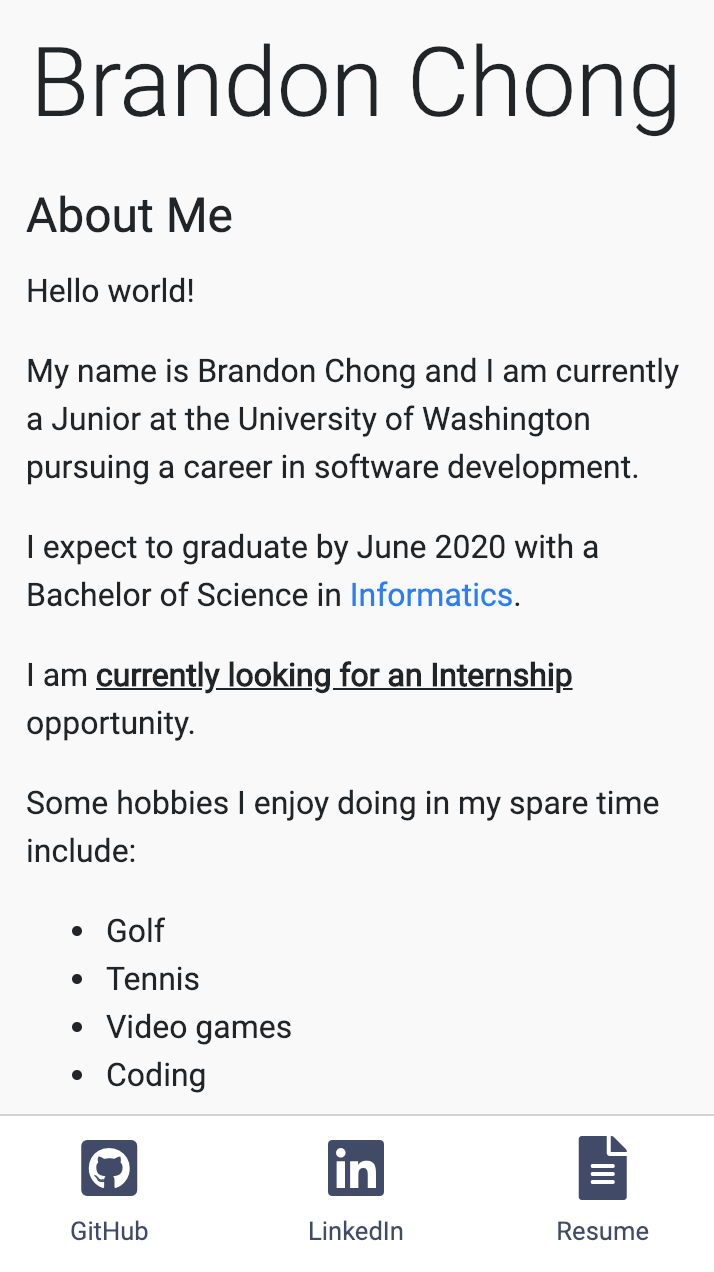 Brandon Chong
About Me
Hello world!
My name is Brandon Chong and I am currently
a Junior at the University of Washington
pursuing a career in software development.
I expect to graduate by June 2020 with a
Bachelor of Science in Informatics.
I am currently looking for an Internship
opportunity.
Some hobbies I enjoy doing in my spare time
include:
• Golf
• Tennis
• Video games
• Coding
in
GitHub LinkedIn Resume